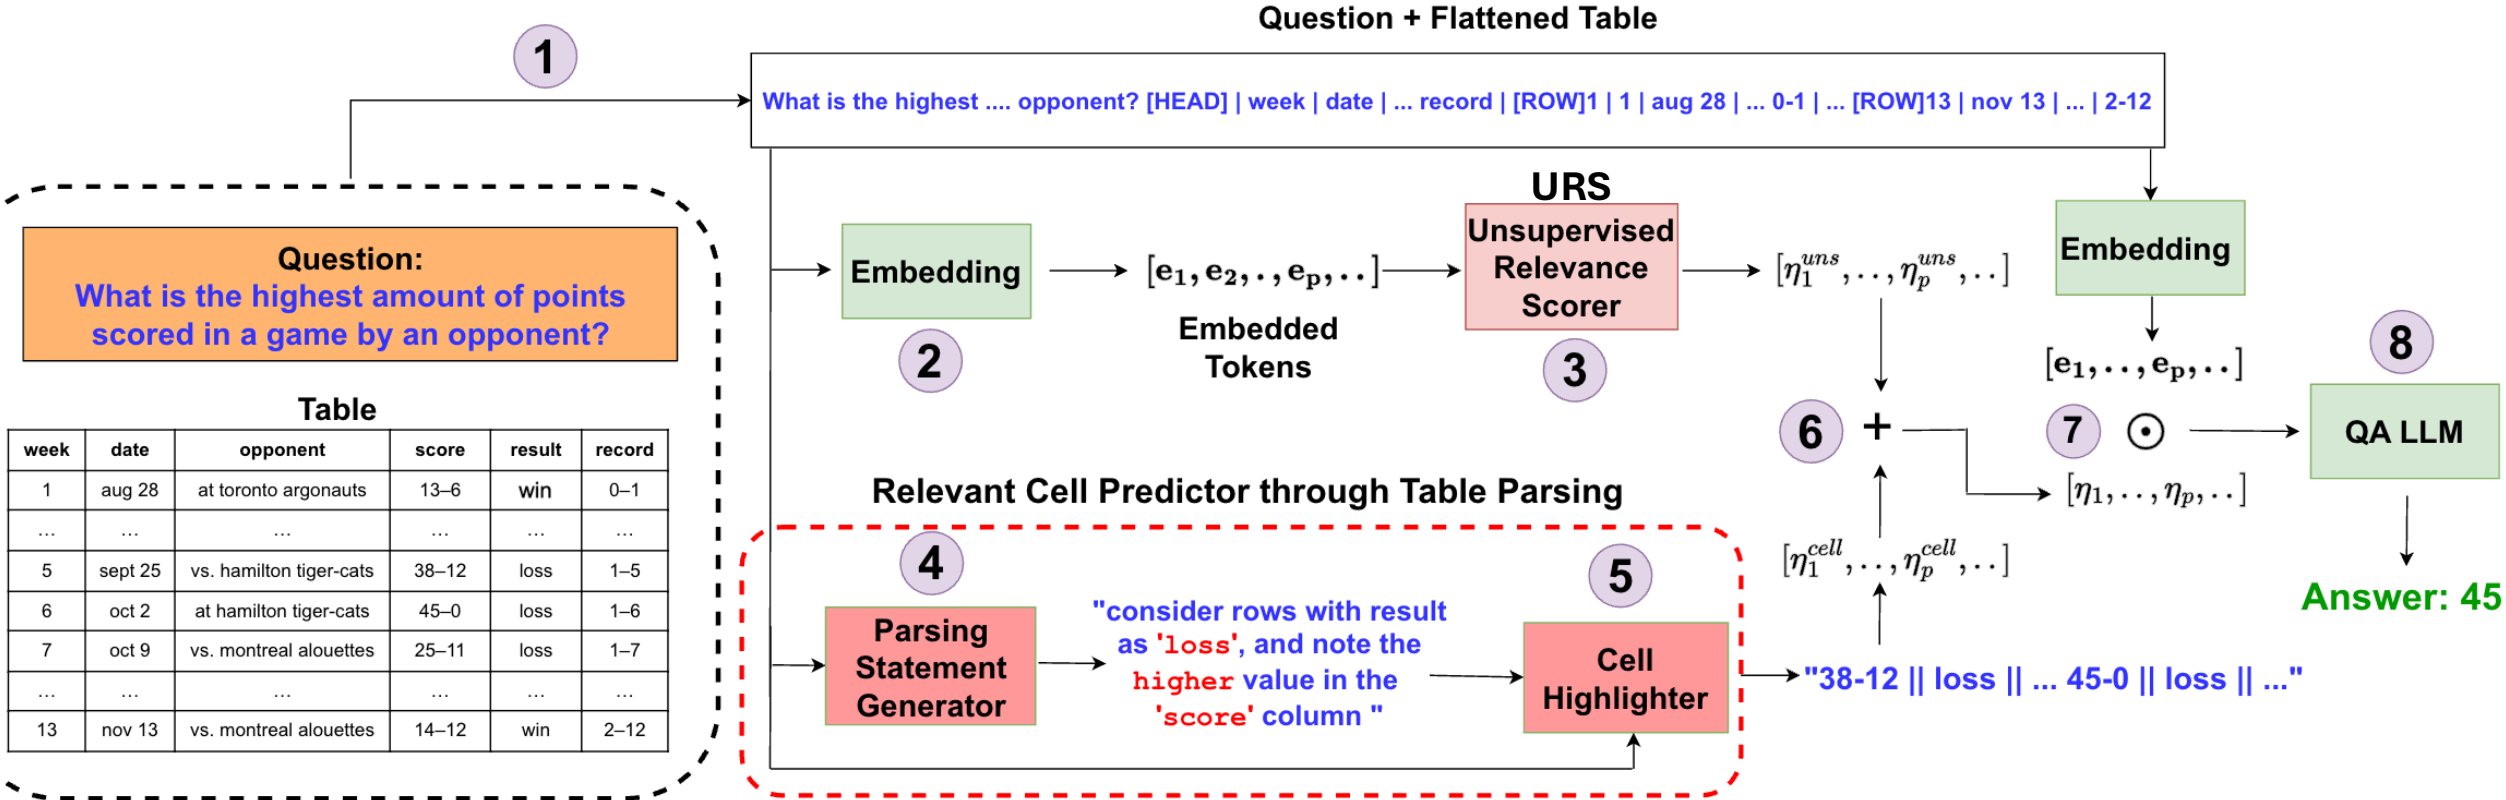 Question + Flattened Table
1
What is the highest .... opponent? [HEAD] | week | date | ... record | [ROW]1 | 1 | aug 28 | ... 0-1 | ... [ROW]13 | nov 13 | ... | 2-12
Question:
What is the highest amount of points
scored in a game by an opponent?
Table
week date opponent score result record
1 aug 28 at toronto argonauts 13–6 win 0–1
... ... ... ... ... ...
5 sept 25 vs. hamilton tiger-cats 38–12 loss 1–5
6 oct 2 at hamilton tiger-cats 45–0 loss 1–6
7 oct 9 vs. montreal alouettes 25–11 loss 1–7
... ... ... ... ... ...
13 nov 13 vs. montreal alouettes 14–12 win 2–12
Embedding
2
[e₁, e₂, . , eₚ, . .]
Embedded
Tokens
URS
Unsupervised
Relevance
Scorer
3
[η₁ᵘⁿˢ, . . , ηₚᵘⁿˢ, . .]
Embedding
[e₁, . . , eₚ, . .]
6
+
7
⊙
[η₁, . . , ηₚ, . .]
8
QA LLM
Answer: 45
Relevant Cell Predictor through Table Parsing
4
Parsing
Statement
Generator
"consider rows with result
as 'loss', and note the
higher value in the
'score' column "
5
Cell
Highlighter
[η₁ᶜᵉˡˡ, . . , ηₚᶜᵉˡˡ, . .]
"38-12 || loss || ... 45-0 || loss || ..."